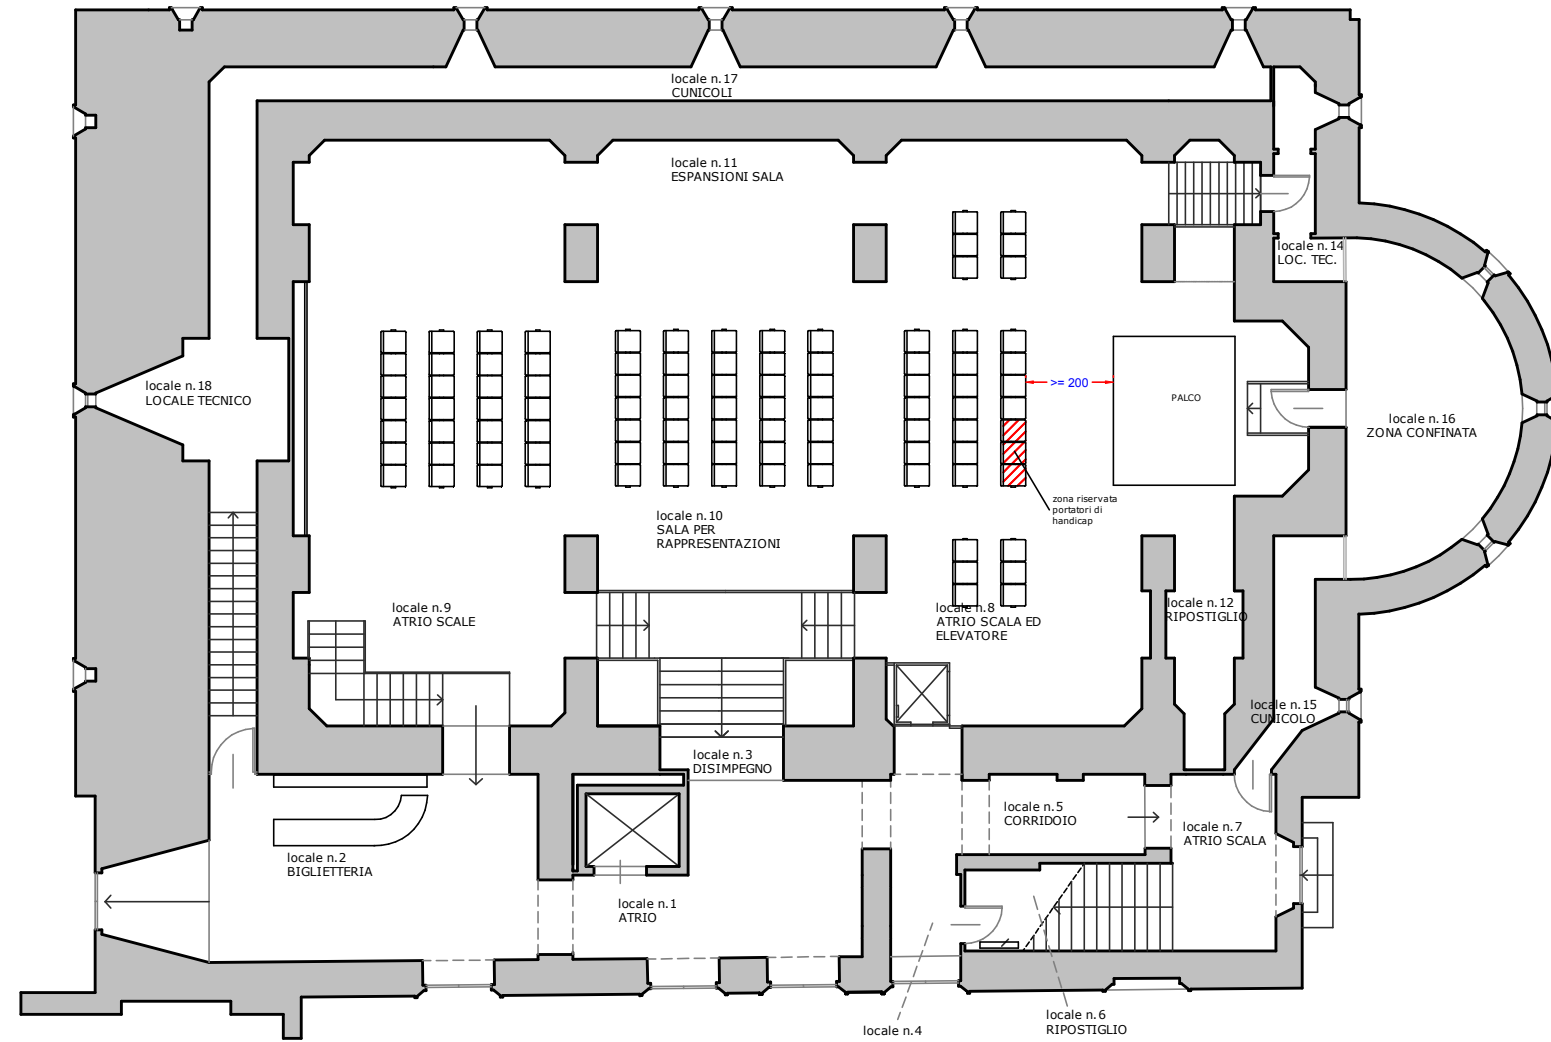 locale n.17
CUNICOLI
locale n.11
ESPANSIONI SALA
locale n.14
LOC. TEC.
locale n.18
LOCALE TECNICO
>= 200
PALCO
locale n.16
ZONA CONFINATA
zona riservata
portatori di
handicap
locale n.10
SALA PER
RAPPRESENTAZIONI
locale n.9
ATRIO SCALE
locale n.8
ATRIO SCALA ED
ELEVATORE
locale n.12
RIPOSTIGLIO
locale n.15
CUNICOLO
locale n.3
DISIMPEGNO
locale n.5
CORRIDOIO
locale n.7
ATRIO SCALA
locale n.2
BIGLIETTERIA
locale n.1
ATRIO
locale n.6
RIPOSTIGLIO
locale n.4